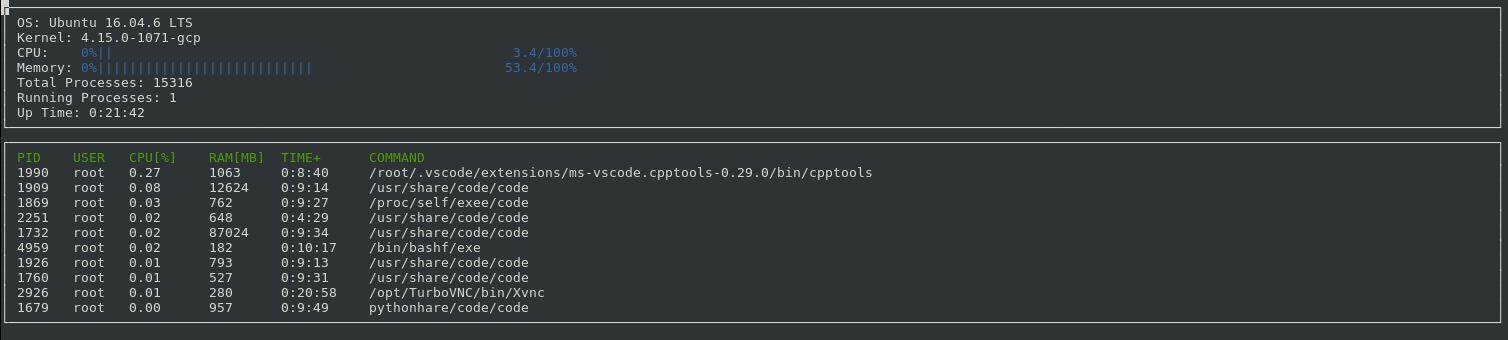 OS: Ubuntu 16.04.6 LTS
Kernel: 4.15.0-1071-gcp
CPU: 0%|| 3.4/100%
Memory: 0%||||||||||||||||||||||||||| 53.4/100%
Total Processes: 15316
Running Processes: 1
Up Time: 0:21:42
PID USER CPU[%] RAM[MB] TIME+ COMMAND
1990 root 0.27 1063 0:8:40 /root/.vscode/extensions/ms-vscode.cpptools-0.29.0/bin/cpptools
1909 root 0.08 12624 0:9:14 /usr/share/code/code
1869 root 0.03 762 0:9:27 /proc/self/exee/code
2251 root 0.02 648 0:4:29 /usr/share/code/code
1732 root 0.02 87024 0:9:34 /usr/share/code/code
4959 root 0.02 182 0:10:17 /bin/bashf/exe
1926 root 0.01 793 0:9:13 /usr/share/code/code
1760 root 0.01 527 0:9:31 /usr/share/code/code
2926 root 0.01 280 0:20:58 /opt/TurboVNC/bin/Xvnc
1679 root 0.00 957 0:9:49 pythonhare/code/code